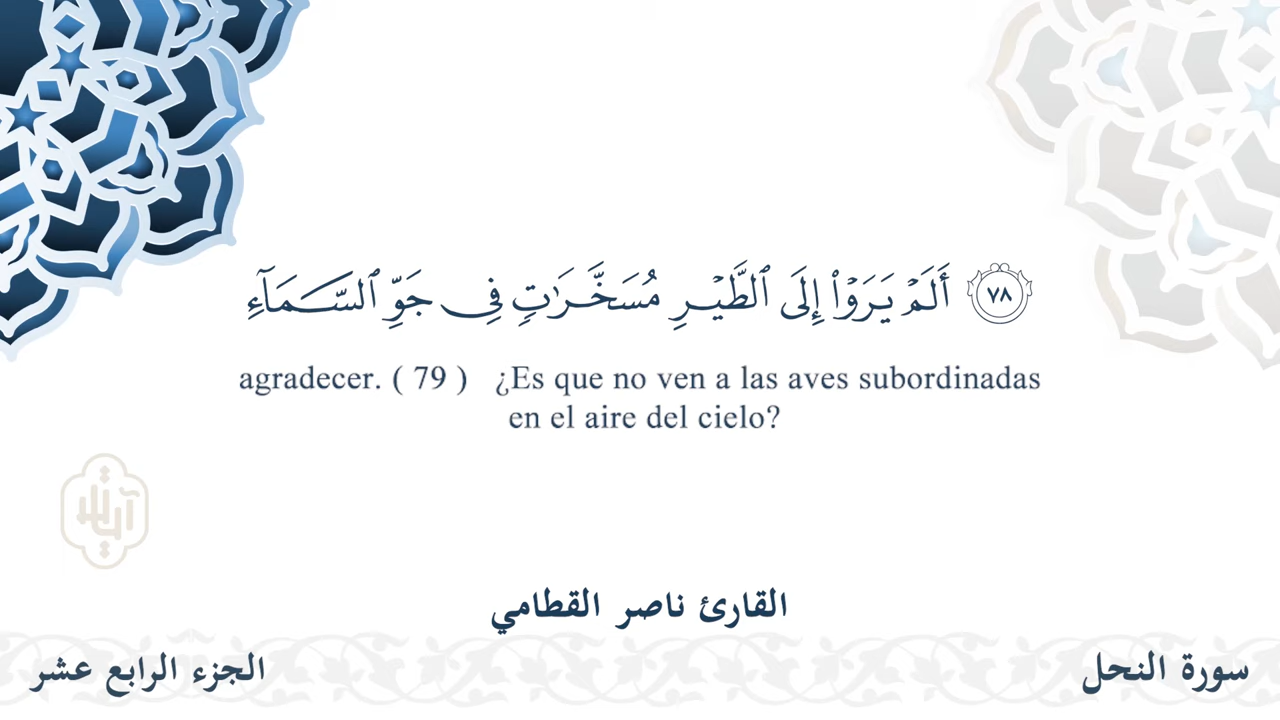 ۝٧٨ أَلَمْ يَرَوْا۟ إِلَى ٱلطَّيْرِ مُسَخَّرَٰتٍ فِى جَوِّ ٱلسَّمَآءِ
agradecer. ( 79 ) ¿Es que no ven a las aves subordinadas
en el aire del cielo?
آيات
القارئ ناصر القطامي
سورة النحل
الجزء الرابع عشر